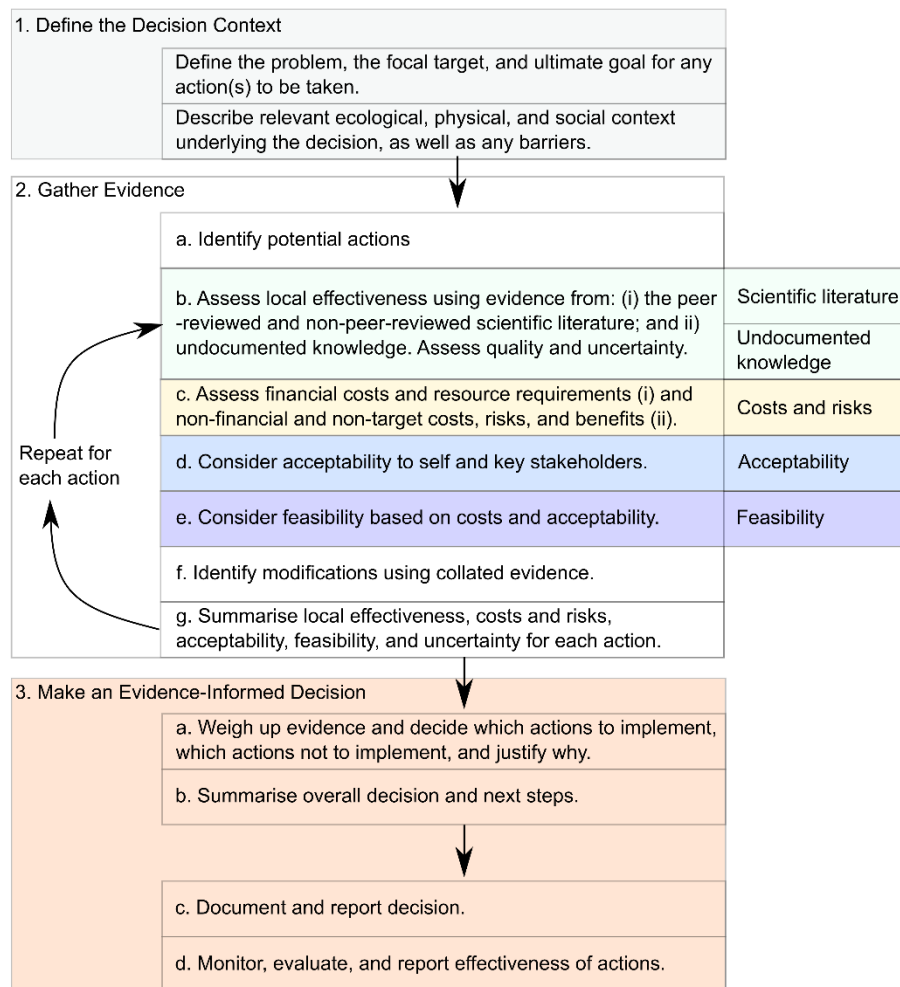 1. Define the Decision Context
Define the problem, the focal target, and ultimate goal for any
action(s) to be taken.
Describe relevant ecological, physical, and social context
underlying the decision, as well as any barriers.
2. Gather Evidence
a. Identify potential actions
b. Assess local effectiveness using evidence from: (i) the peer
-reviewed and non-peer-reviewed scientific literature; and ii)
undocumented knowledge. Assess quality and uncertainty.
Scientific literature
Undocumented
knowledge
c. Assess financial costs and resource requirements (i) and
non-financial and non-target costs, risks, and benefits (ii).
Costs and risks
d. Consider acceptability to self and key stakeholders.
Acceptability
e. Consider feasibility based on costs and acceptability.
Feasibility
f. Identify modifications using collated evidence.
g. Summarise local effectiveness, costs and risks,
acceptability, feasibility, and uncertainty for each action.
Repeat for
each action
3. Make an Evidence-Informed Decision
a. Weigh up evidence and decide which actions to implement,
which actions not to implement, and justify why.
b. Summarise overall decision and next steps.
c. Document and report decision.
d. Monitor, evaluate, and report effectiveness of actions.